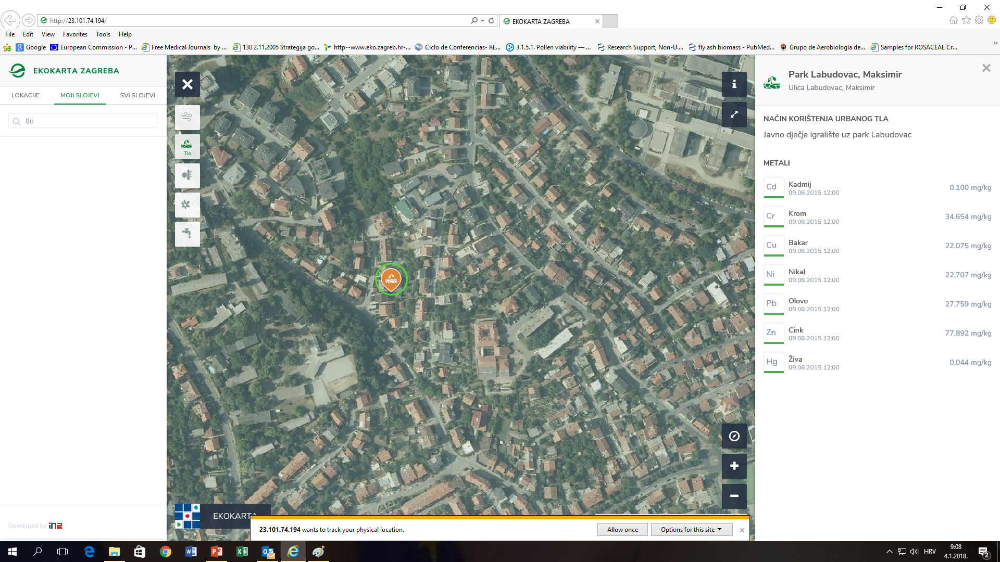 http://23.101.74.194/
EKOKARTA ZAGREBA
File Edit View Favorites Tools Help
Google European Commission - P... Free Medical Journals by ... 130 2.11.2005 Strategija go... http--www.eko.zagreb.hr-... Ciclo de Conferencias- RE... 3.1.5.1. Pollen viability — ... Research Support, Non-U.... fly ash biomass - PubMed... Grupo de Aerobiología de... Samples for ROSACEAE Cr...
EKOKARTA ZAGREBA
LOKACIJE MOJI SLOJEVI SVI SLOJEVI
tlo
Tlo
EKOKARTA
Developed by in2
Park Labudovac, Maksimir
Ulica Labudovac, Maksimir
NAČIN KORIŠTENJA URBANOG TLA
Javno dječje igralište uz park Labudovac
METALI
Cd Kadmij 0.100 mg/kg
09.06.2015 12:00
Cr Krom 34.654 mg/kg
09.06.2015 12:00
Cu Bakar 22.075 mg/kg
09.06.2015 12:00
Ni Nikal 22.707 mg/kg
09.06.2015 12:00
Pb Olovo 27.759 mg/kg
09.06.2015 12:00
Zn Cink 77.892 mg/kg
09.06.2015 12:00
Hg Živa 0.044 mg/kg
09.06.2015 12:00
23.101.74.194 wants to track your physical location. Allow once Options for this site
HRV 9:08
4.1.2018. 2